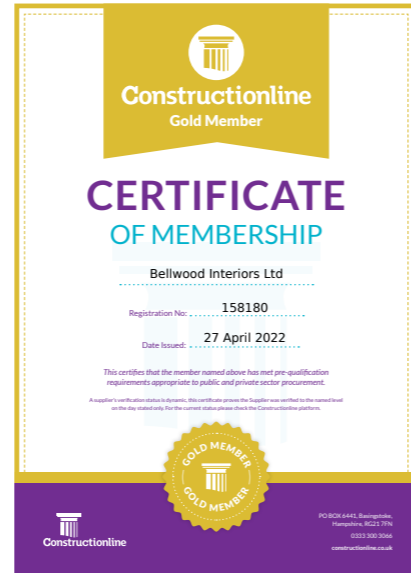 Constructionline
Gold Member
CERTIFICATE
OF MEMBERSHIP
Bellwood Interiors Ltd
Registration No: 158180
Date Issued: 27 April 2022
This certifies that the member named above has met pre-qualification
requirements appropriate to public and private sector procurement.
A supplier's verification status is dynamic, this certificate proves the Supplier was verified to the named level
on the day stated only. For the current status please check the Constructionline platform.
GOLD MEMBER
GOLD MEMBER
Constructionline
PO BOX 6441, Basingstoke,
Hampshire, RG21 7FN
0333 300 3066
constructionline.co.uk